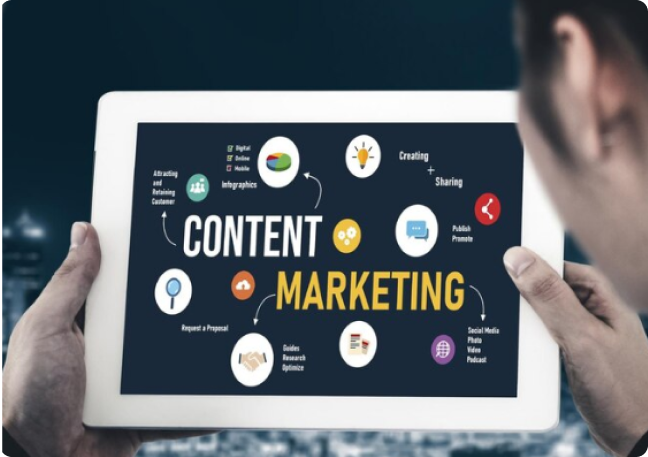 Digital
Online
Mobile
Infographics
Creating
+
Sharing
Attracting
and
Retaining
Customer
CONTENT
Publish
Promote
MARKETING
Request a Proposal
Guides
Research
Optimize
Social Media
Photo
Video
Podcast